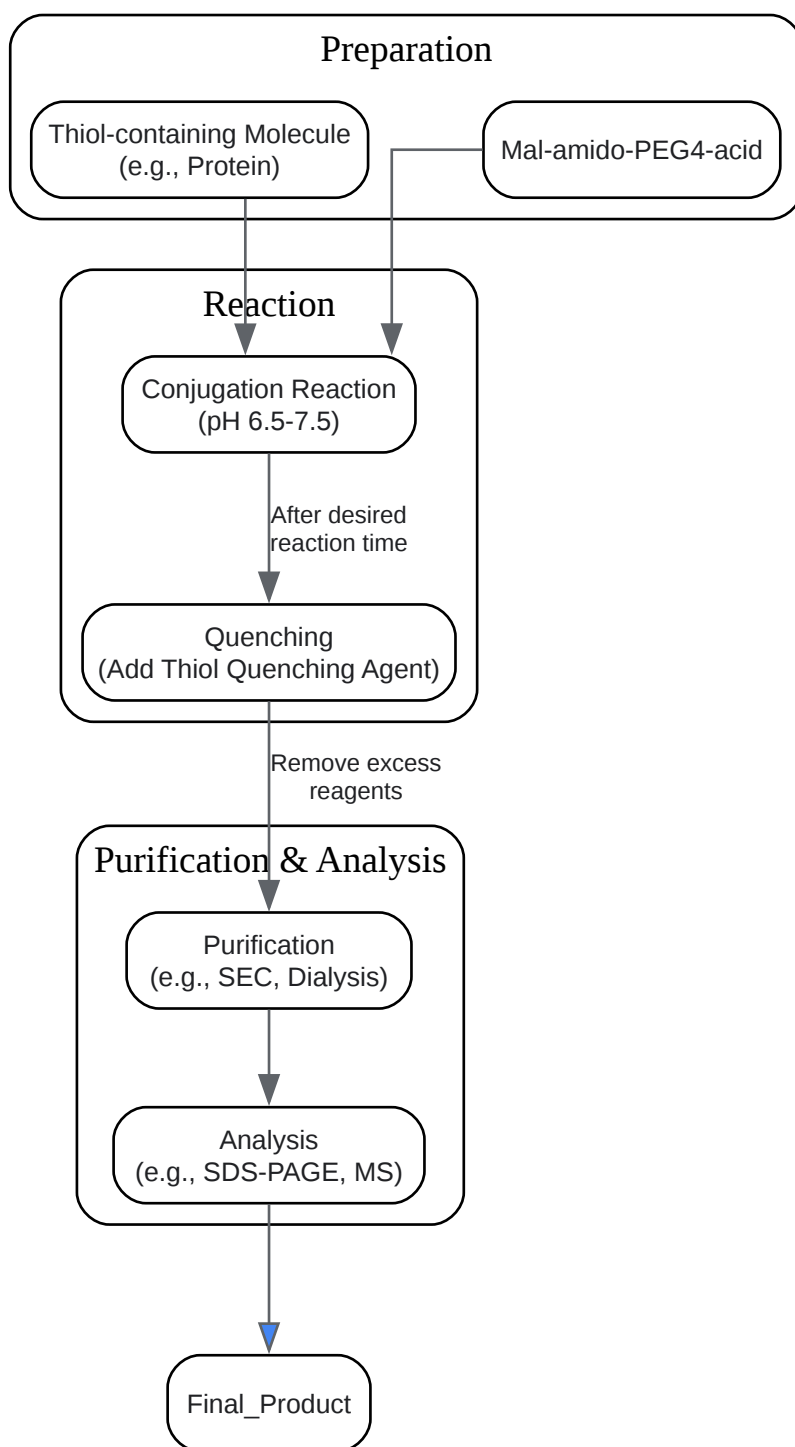 Preparation
Thiol-containing Molecule
(e.g., Protein)
Mal-amido-PEG4-acid
Reaction
Conjugation Reaction
(pH 6.5-7.5)
After desired
reaction time
Quenching
(Add Thiol Quenching Agent)
Remove excess
reagents
Purification & Analysis
Purification
(e.g., SEC, Dialysis)
Analysis
(e.g., SDS-PAGE, MS)
Final_Product